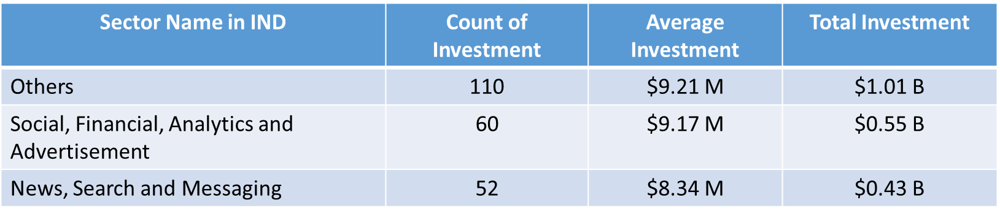 Sector Name in IND
Count of
Investment
Average
Investment
Total Investment
Others
110
$9.21 M
$1.01 B
Social, Financial, Analytics and
Advertisement
60
$9.17 M
$0.55 B
News, Search and Messaging
52
$8.34 M
$0.43 B